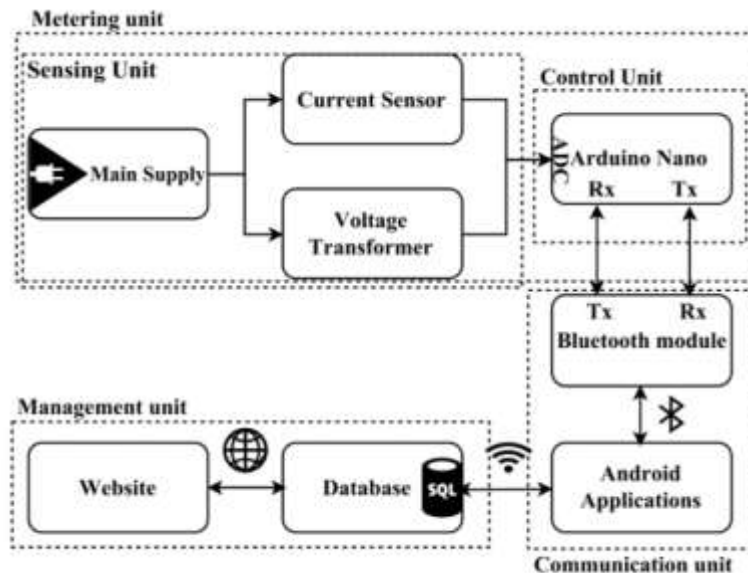 Metering unit
Sensing Unit
Control Unit
Current Sensor
Main Supply
ADC
Arduino Nano
Rx Tx
Voltage
Transformer
Tx Rx
Bluetooth module
Management unit
Website
Database
SQL
Android
Applications
Communication unit